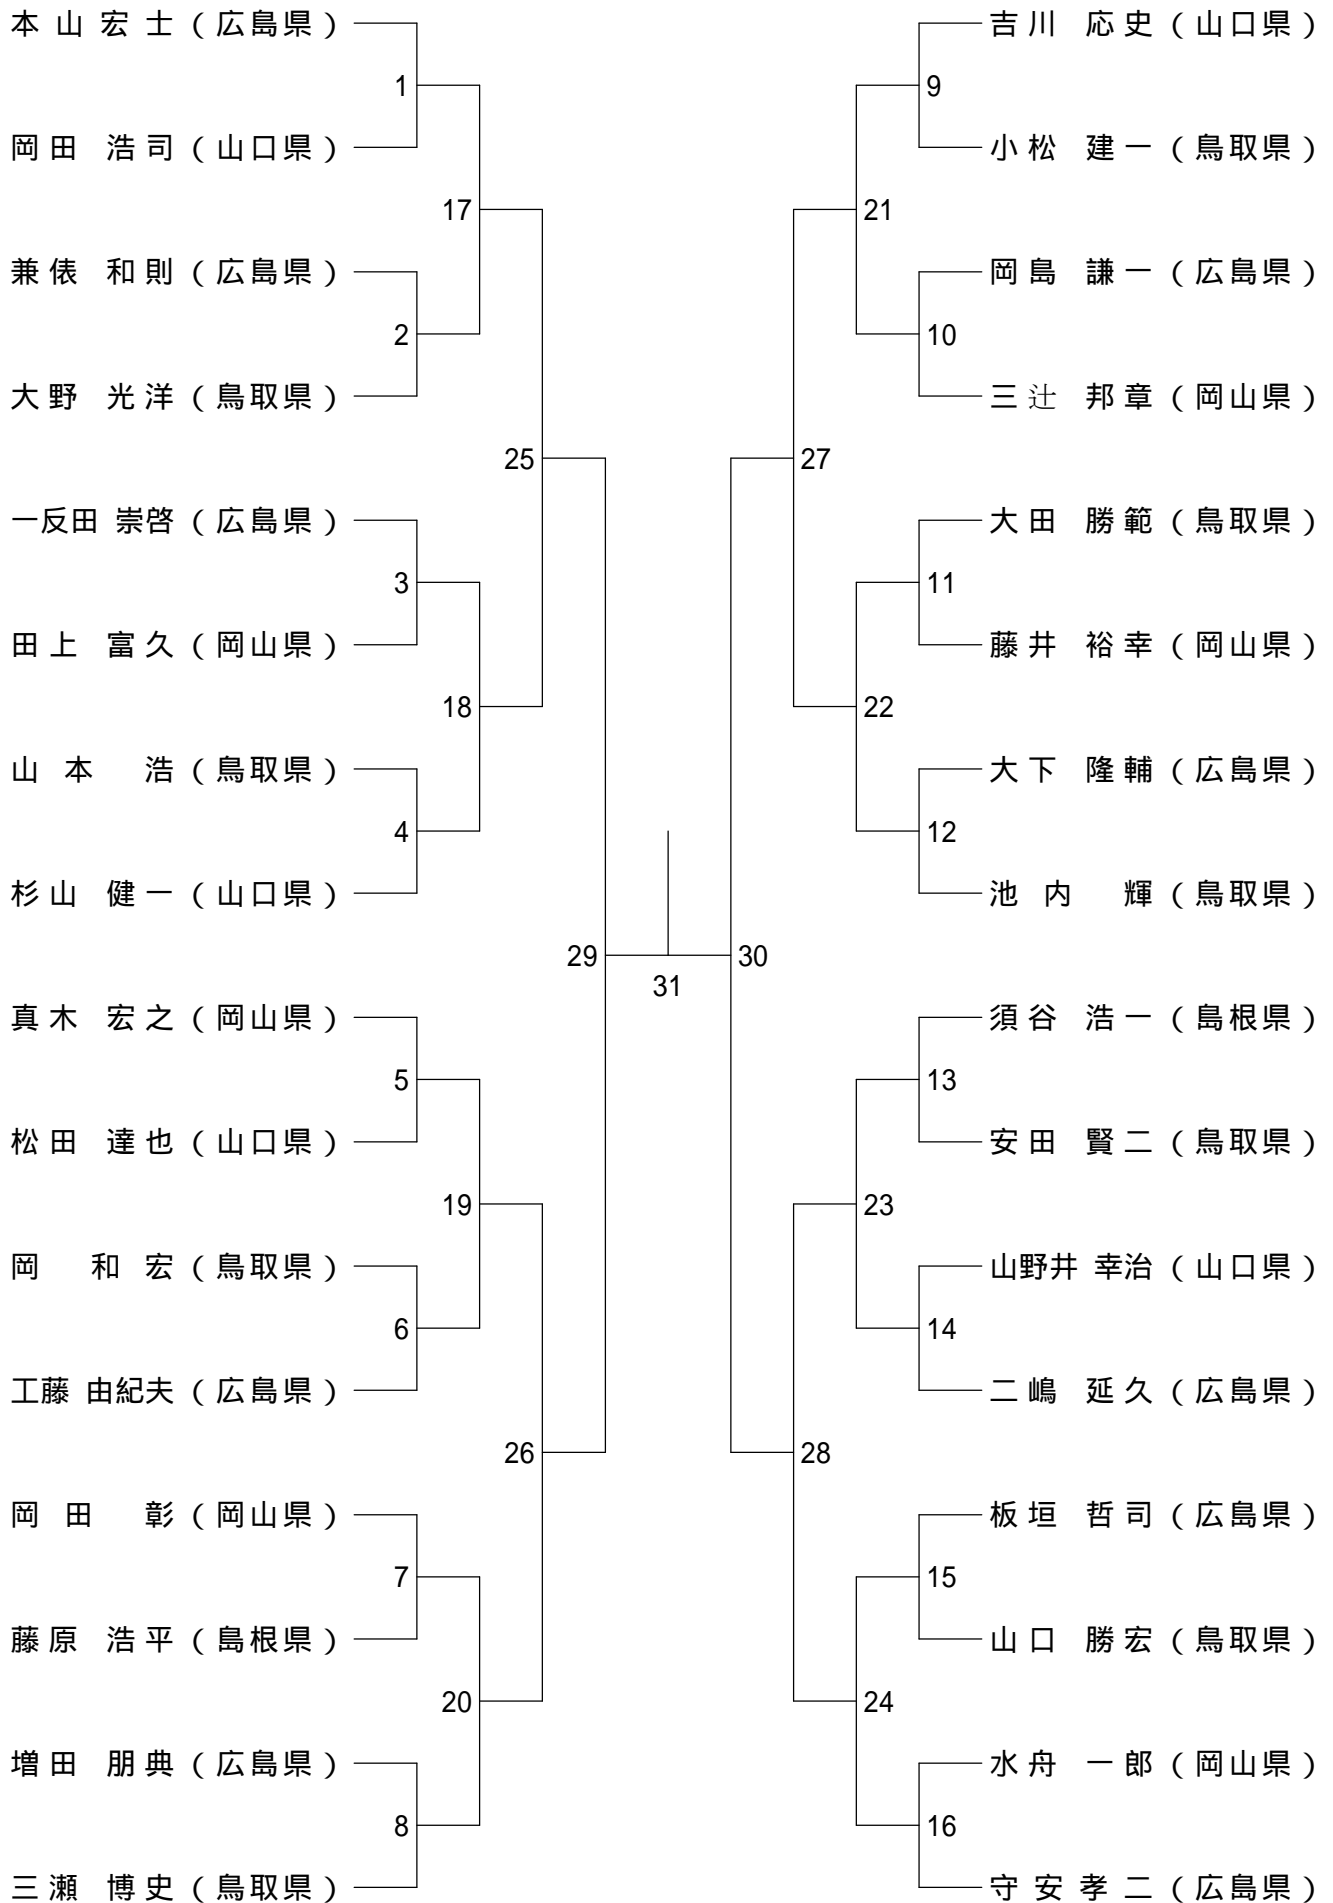 本山宏士（広島県）
1
岡田 浩司（山口県）
17
兼俵 和則（広島県）
2
大野 光洋（鳥取県）
25
一反田 崇啓（広島県）
3
田上 富久（岡山県）
18
山本 浩（鳥取県）
4
杉山 健一（山口県）
29
真木 宏之（岡山県）
5
松田 達也（山口県）
19
岡 和宏（鳥取県）
6
工藤 由紀夫（広島県）
26
岡田 彰（岡山県）
7
藤原 浩平（島根県）
20
増田 朋典（広島県）
8
三瀬 博史（鳥取県）
31
吉川 応史（山口県）
9
小松 建一（鳥取県）
21
岡島 謙一（広島県）
10
三辻 邦章（岡山県）
27
大田 勝範（鳥取県）
11
藤井 裕幸（岡山県）
22
大下 隆輔（広島県）
12
池内 輝（鳥取県）
30
須谷 浩一（島根県）
13
安田 賢二（鳥取県）
23
山野井 幸治（山口県）
14
二嶋 延久（広島県）
28
板垣 哲司（広島県）
15
山口 勝宏（鳥取県）
24
水舟 一郎（岡山県）
16
守安孝二（広島県）